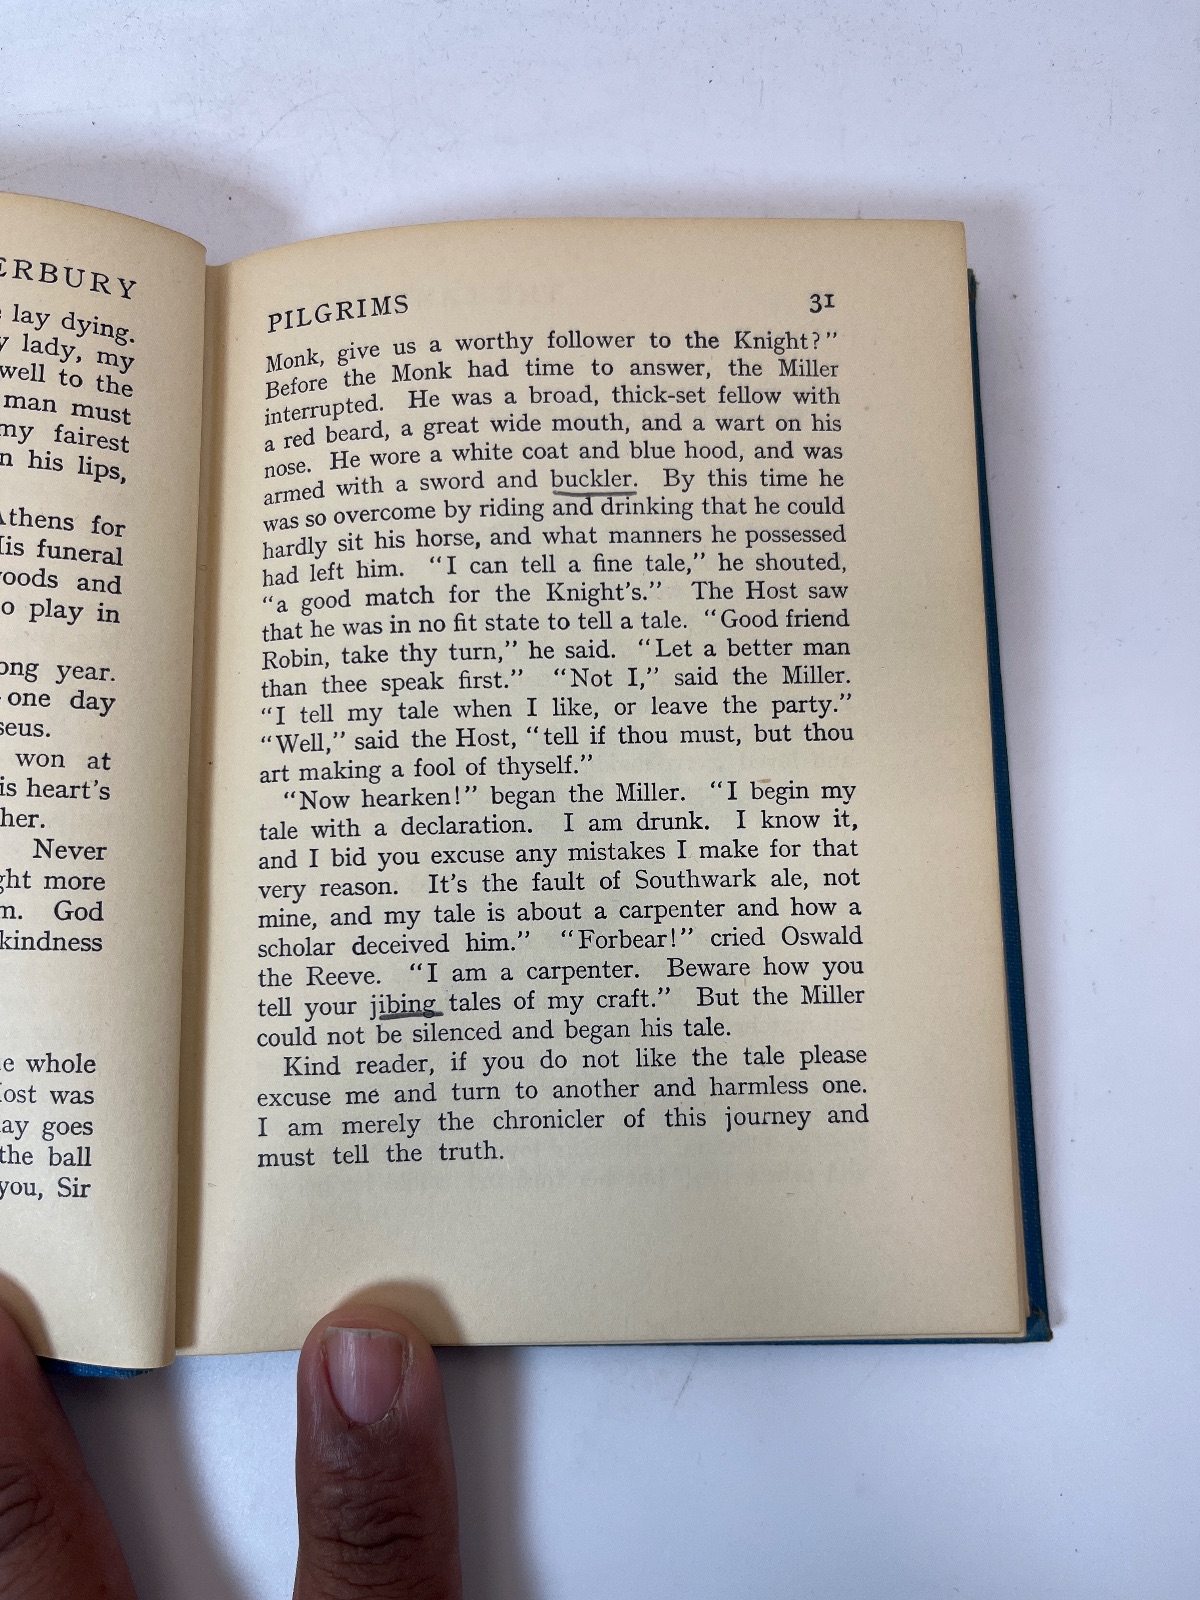 ERBURY
lay dying.
lady, my
well to the
man must
my fairest
his lips,
Athens for
His funeral
woods and
play in
year.
one day
won at
heart's
her.
Never
more
God
kindness
whole
was
goes
the ball
you, Sir
PILGRIMS 31
Monk, give us a worthy follower to the Knight?"
Before the Monk had time to answer, the Miller
interrupted. He was a broad, thick-set fellow with
a red beard, a great wide mouth, and a wart on his
nose. He wore a white coat and blue hood, and was
armed with a sword and buckler. By this time he
was so overcome by riding and drinking that he could
hardly sit his horse, and what manners he possessed
had left him. "I can tell a fine tale," he shouted,
"a good match for the Knight's." The Host saw
that he was in no fit state to tell a tale. "Good friend
Robin, take thy turn," he said. "Let a better man
than thee speak first." "Not I," said the Miller.
"I tell my tale when I like, or leave the party."
"Well," said the Host, "tell if thou must, but thou
art making a fool of thyself."
"Now hearken!" began the Miller. "I begin my
tale with a declaration. I am drunk. I know it,
and I bid you excuse any mistakes I make for that
very reason. It's the fault of Southwark ale, not
mine, and my tale is about a carpenter and how a
scholar deceived him." "Forbear!" cried Oswald
the Reeve. "I am a carpenter. Beware how you
tell your jibing tales of my craft." But the Miller
could not be silenced and began his tale.
Kind reader, if you do not like the tale please
excuse me and turn to another and harmless one.
I am merely the chronicler of this journey and
must tell the truth.